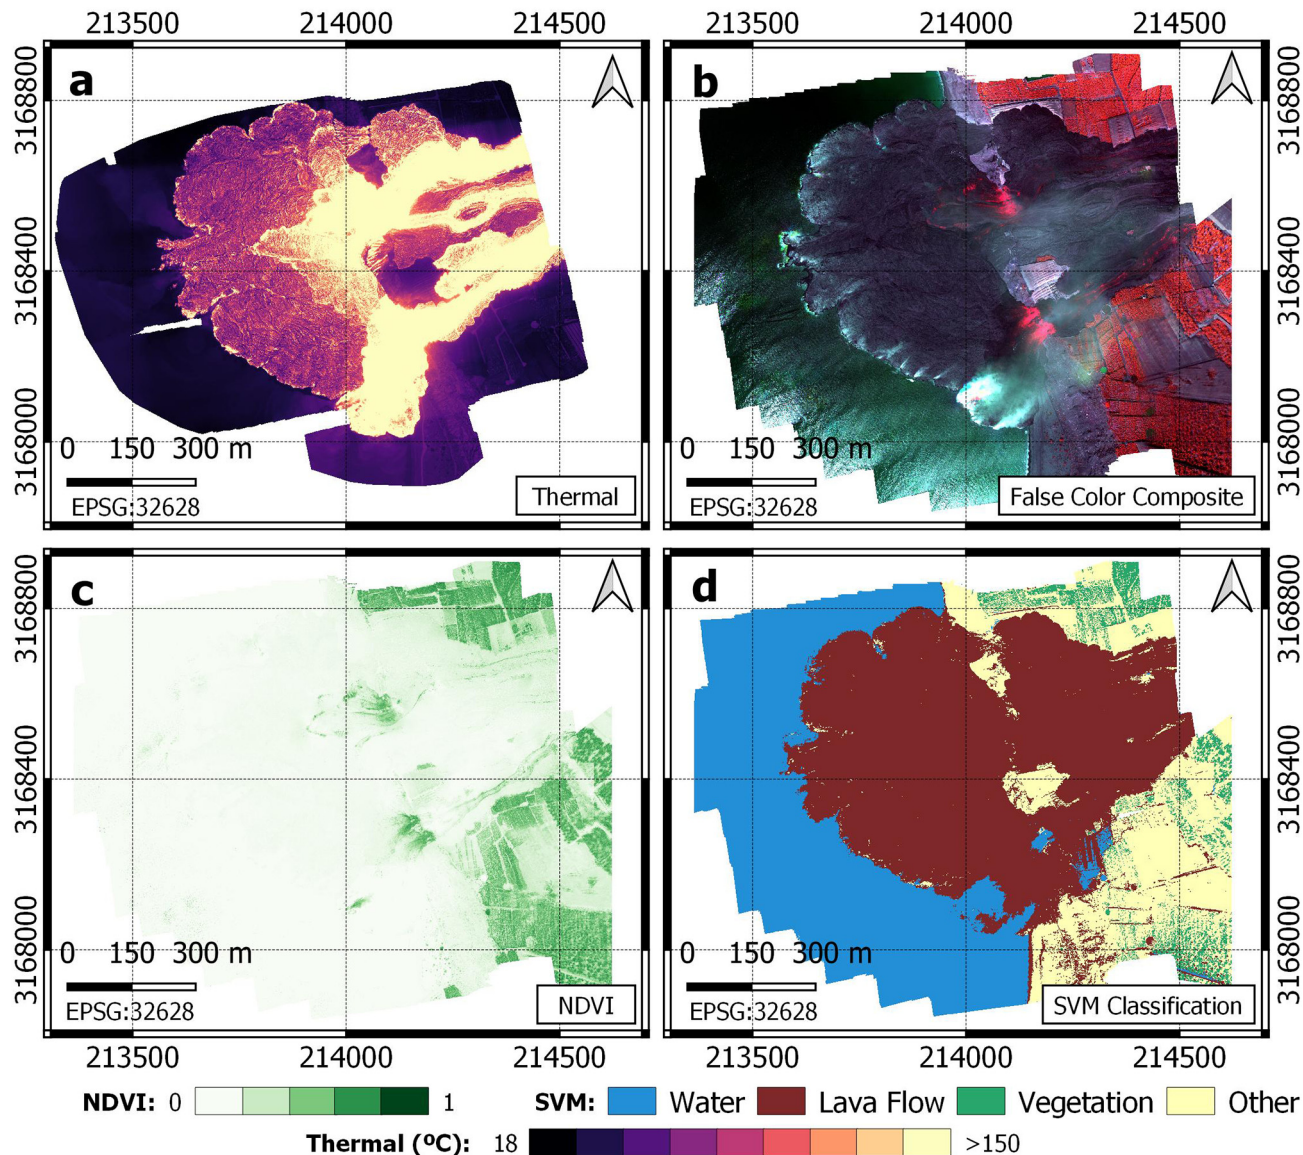 213500 214000 214500 213500 214000 214500
3168800 3168400 3168000
a
0 150 300 m
EPSG:32628
Thermal
b
0 150 300 m
EPSG:32628
False Color Composite
3168800 3168400 3168000
3168800 3168400 3168000
c
0 150 300 m
EPSG:32628
NDVI
d
0 150 300 m
EPSG:32628
SVM Classification
3168800 3168400 3168000
213500 214000 214500 213500 214000 214500
NDVI: 0 1 SVM: Water Lava Flow Vegetation Other
Thermal (ºC): 18 >150